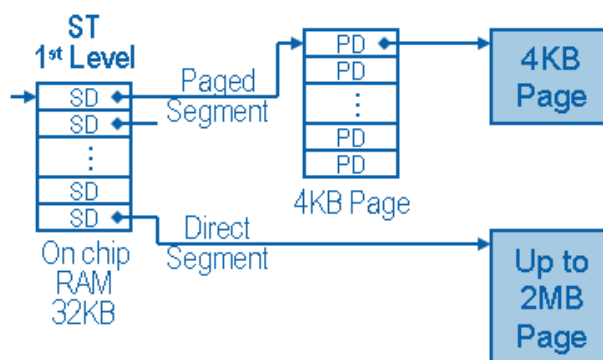 ST
1st Level
SD
SD
⋮
SD
SD
On chip
RAM
32KB
Paged
Segment
PD
PD
⋮
PD
PD
4KB Page
4KB
Page
Direct
Segment
Up to
2MB
Page